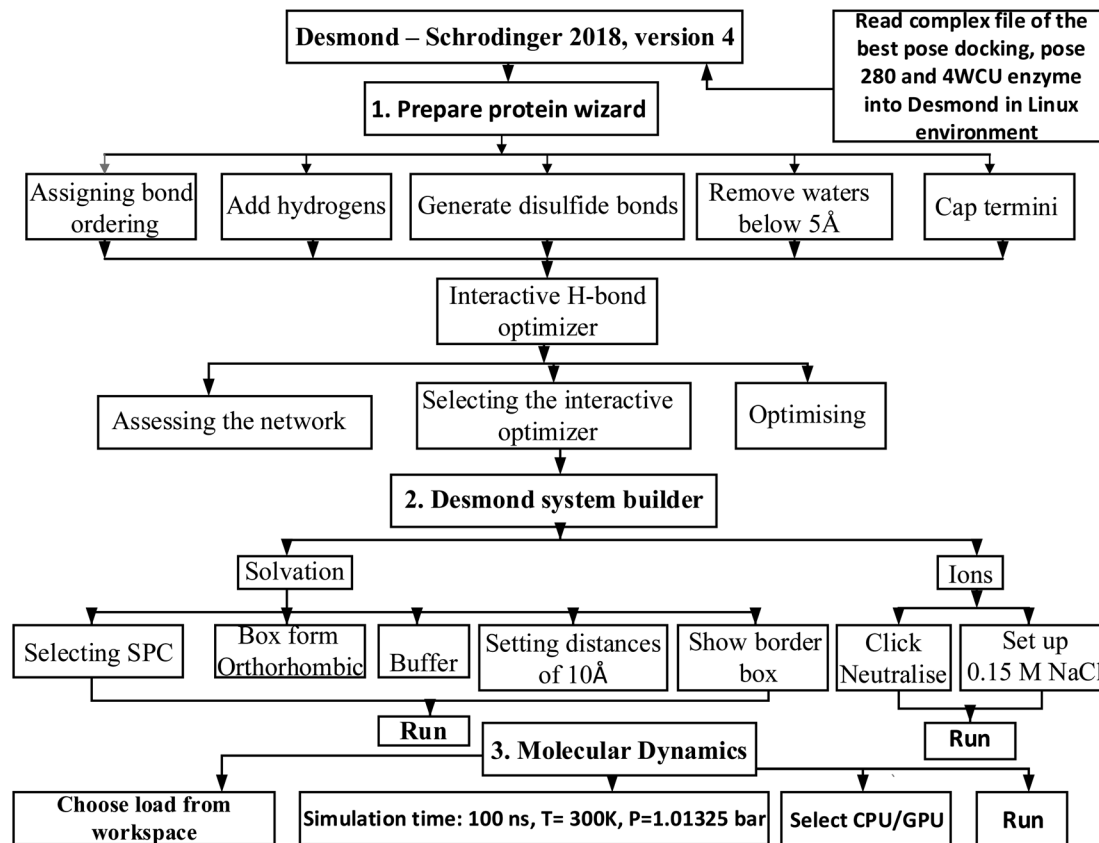 Desmond – Schrodinger 2018, version 4
Read complex file of the
best pose docking, pose
280 and 4WCU enzyme
into Desmond in Linux
environment
1. Prepare protein wizard
Assigning bond
ordering
Add hydrogens
Generate disulfide bonds
Remove waters
below 5Å
Cap termini
Interactive H-bond
optimizer
Assessing the network
Selecting the interactive
optimizer
Optimising
2. Desmond system builder
Solvation
Ions
Selecting SPC
Box form
Orthorhombic
Buffer
Setting distances
of 10Å
Show border
box
Click
Neutralise
Set up
0.15 M NaCl
Run
Run
3. Molecular Dynamics
Choose load from
workspace
Simulation time: 100 ns, T= 300K, P=1.01325 bar
Select CPU/GPU
Run